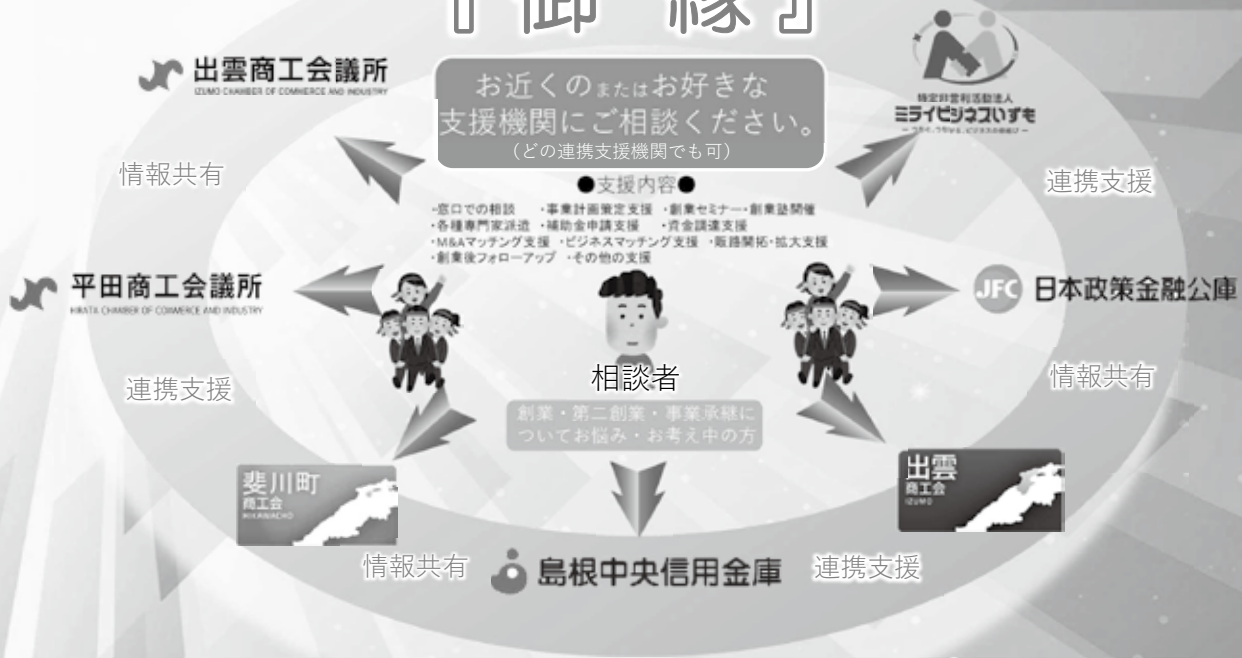 『御 縁』
出雲商工会議所
IZUMO CHAMBER OF COMMERCE AND INDUSTRY
お近くのまたはお好きな
支援機関にご相談ください。
（どの連携支援機関でも可）
特定非営利活動法人
ミライビジネスいずも
情報共有
連携支援
●支援内容●
・窓口での相談 ・事業計画策定支援 ・創業セミナー・創業塾開催
・各種専門家派遣 ・補助金申請支援 ・資金調達支援
・M&Aマッチング支援 ・ビジネスマッチング支援 ・販路開拓・拡大支援
・創業後フォローアップ ・その他の支援
平田商工会議所
HIRATA CHAMBER OF COMMERCE AND INDUSTRY
JFC 日本政策金融公庫
相談者
連携支援
情報共有
創業・第二創業・事業承継に
ついてお悩み・お考え中の方
斐川町
商工会
HIKAWACHO
出雲
商工会
IZUMO
情報共有
島根中央信用金庫
連携支援